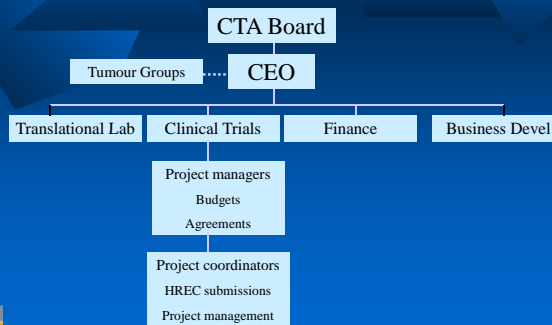 CTA Board
Tumour Groups
CEO
Translational Lab
Clinical Trials
Finance
Business Devel
Project managers
Budgets
Agreements
Project coordinators
HREC submissions
Project management